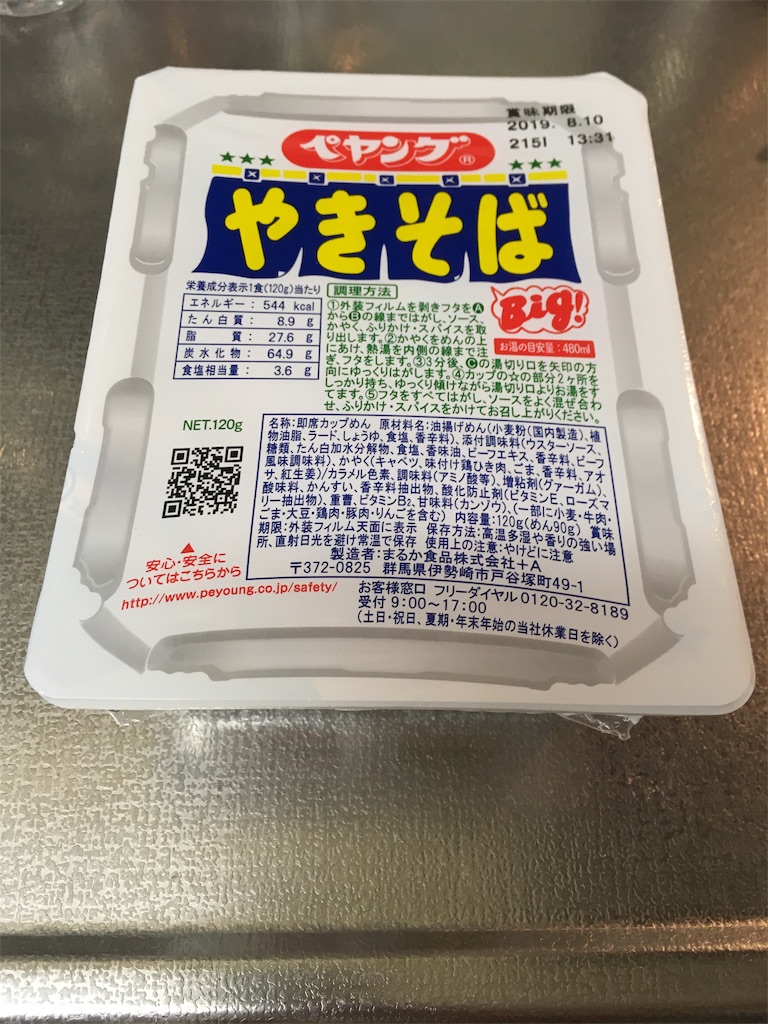 賞味期限
2019. 8.10
215I 13:31
ペヤング®
★★★ ★★★
やきそば
栄養成分表示1食(120g)当たり
エネルギー: 544 kcal
たん白質: 8.9 g
脂質: 27.6 g
炭水化物: 64.9 g
食塩相当量: 3.6 g
調理方法
①外装フィルムを剥きフタをⒶ
からⒷの線まではがし、ソース、
かやく、ふりかけ・スパイスを取
り出します。②かやくをめんの上
にあけ、熱湯を内側の線まで注
ぎ、フタをします。③3分後、Ⓒの湯切り口を矢印の方
向にゆっくりはがします。④カップの☆の部分2ヶ所を
しっかり持ち、ゆっくり傾けながら湯切り口よりお湯をす
てます。⑤フタをすべてはがし、ソースをよく混ぜ合わ
せ、ふりかけ・スパイスをかけてお召し上がりください。
Big!
お湯の目安量:480ml
NET.120g
名称:即席カップめん 原材料名:油揚げめん(小麦粉(国内製造)、植
物油脂、ラード、しょうゆ、食塩、香辛料)、添付調味料(ウスターソース、
糖類、たん白加水分解物、食塩、香味油、ビーフエキス、香辛料、ビーフ
風味調味料)、かやく(キャベツ、味付け鶏ひき肉、ごま、香辛料、アオ
サ、紅生姜)/カラメル色素、調味料(アミノ酸等)、増粘剤(グァーガム)、
酸味料、かんすい、香辛料抽出物、酸化防止剤(ビタミンE、ローズマ
リー抽出物)、重曹、ビタミンB₂、甘味料(カンゾウ)、(一部に小麦・牛肉・
ごま・大豆・鶏肉・豚肉・りんごを含む) 内容量:120g(めん90g) 賞味
期限:外装フィルム天面に表示 保存方法:高温多湿や香りの強い場
所、直射日光を避け常温で保存 使用上の注意:やけどに注意
製造者:まるか食品株式会社+A
〒372-0825 群馬県伊勢崎市戸谷塚町49-1
▲
安心・安全に
ついてはこちらから
http://www.peyoung.co.jp/safety/
お客様窓口 フリーダイヤル 0120-32-8189
受付 9:00～17:00
(土日・祝日、夏期・年末年始の当社休業日を除く)